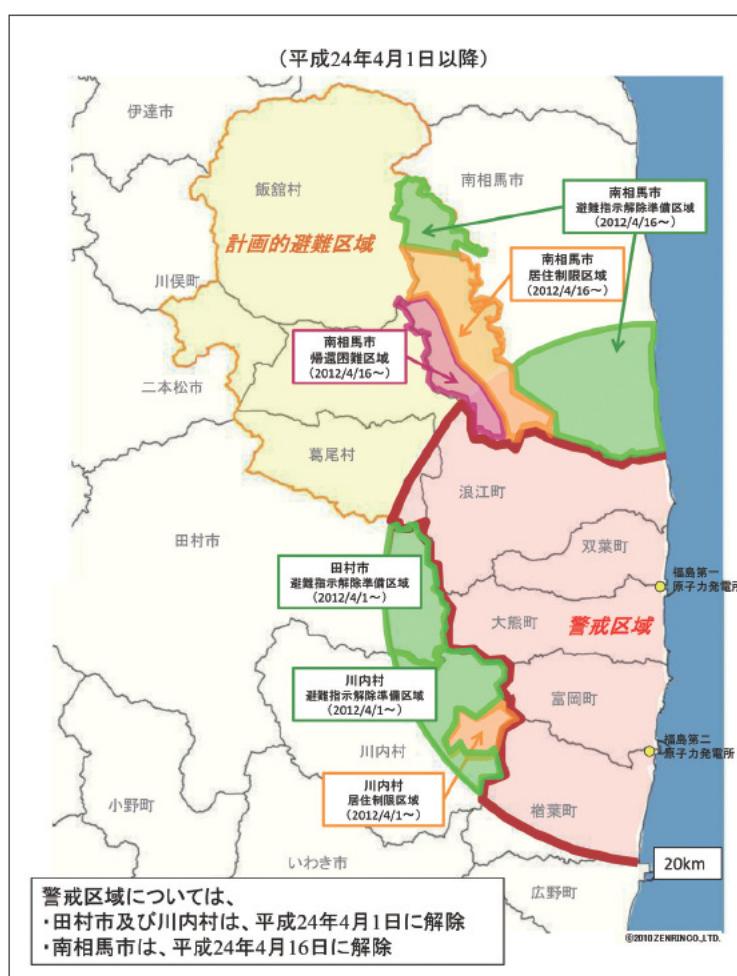 (平成24年4月1日以降)
伊達市
飯舘村
南相馬市
南相馬市
避難指示解除準備区域
(2012/4/16~)
計画的避難区域
南相馬市
居住制限区域
(2012/4/16~)
川俣町
南相馬市
帰還困難区域
(2012/4/16~)
二本松市
葛尾村
浪江町
田村市
双葉町
田村市
避難指示解除準備区域
(2012/4/1~)
福島第一
原子力発電所
大熊町
警戒区域
川内村
避難指示解除準備区域
(2012/4/1~)
富岡町
福島第二
原子力発電所
川内村
川内村
居住制限区域
(2012/4/1~)
小野町
楢葉町
いわき市
20km
広野町
警戒区域については、
・田村市及び川内村は、平成24年4月1日に解除
・南相馬市は、平成24年4月16日に解除
©2010 ZENRIN CO., LTD.